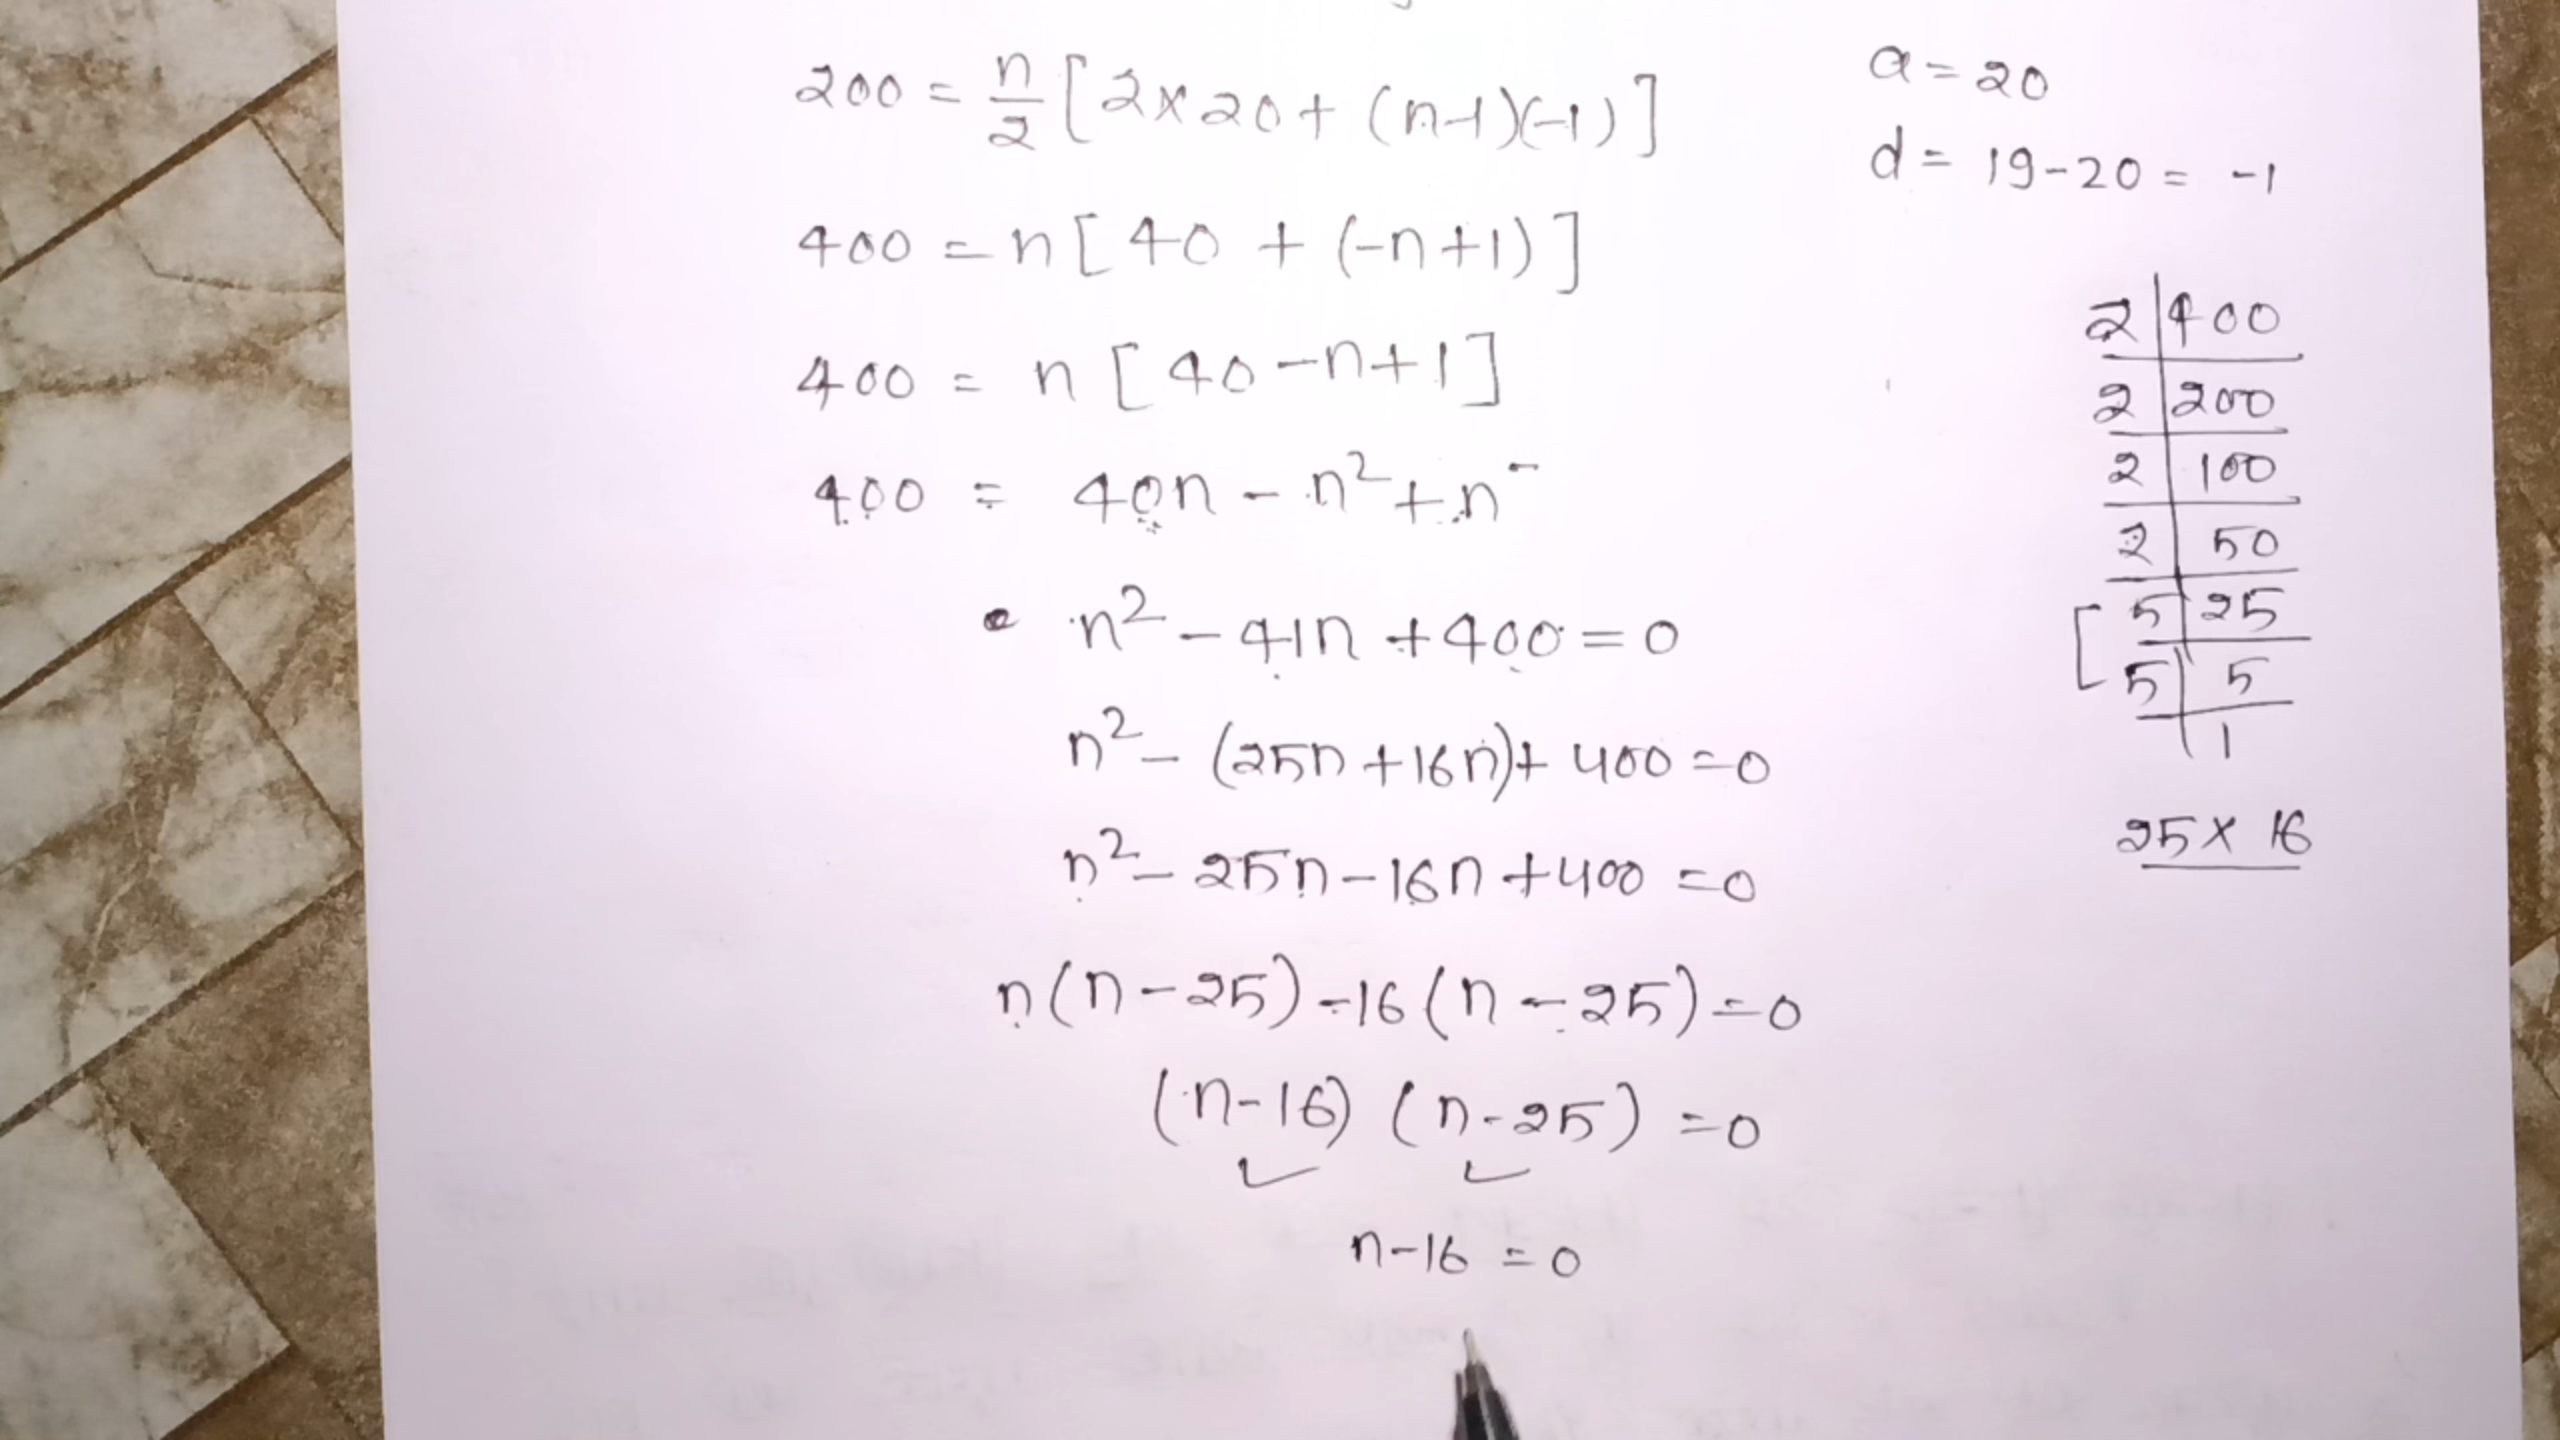 200 = n/2 [2×20+ (n-1)(-1)]
400 = n [40 + (-n+1)]
400 = n [40-n+1]
400 = 40n - n² + n
n² - 41n + 400 = 0
n² - (25n+16n)+ 400 = 0
n² - 25n - 16n + 400 = 0
n(n-25) -16(n-25) = 0
(n-16) (n-25) = 0
n-16 = 0
a = 20
d = 19-20 = -1
2 | 400
2 | 200
2 | 100
2 | 50
5 | 25
5 | 5
1
25 × 16